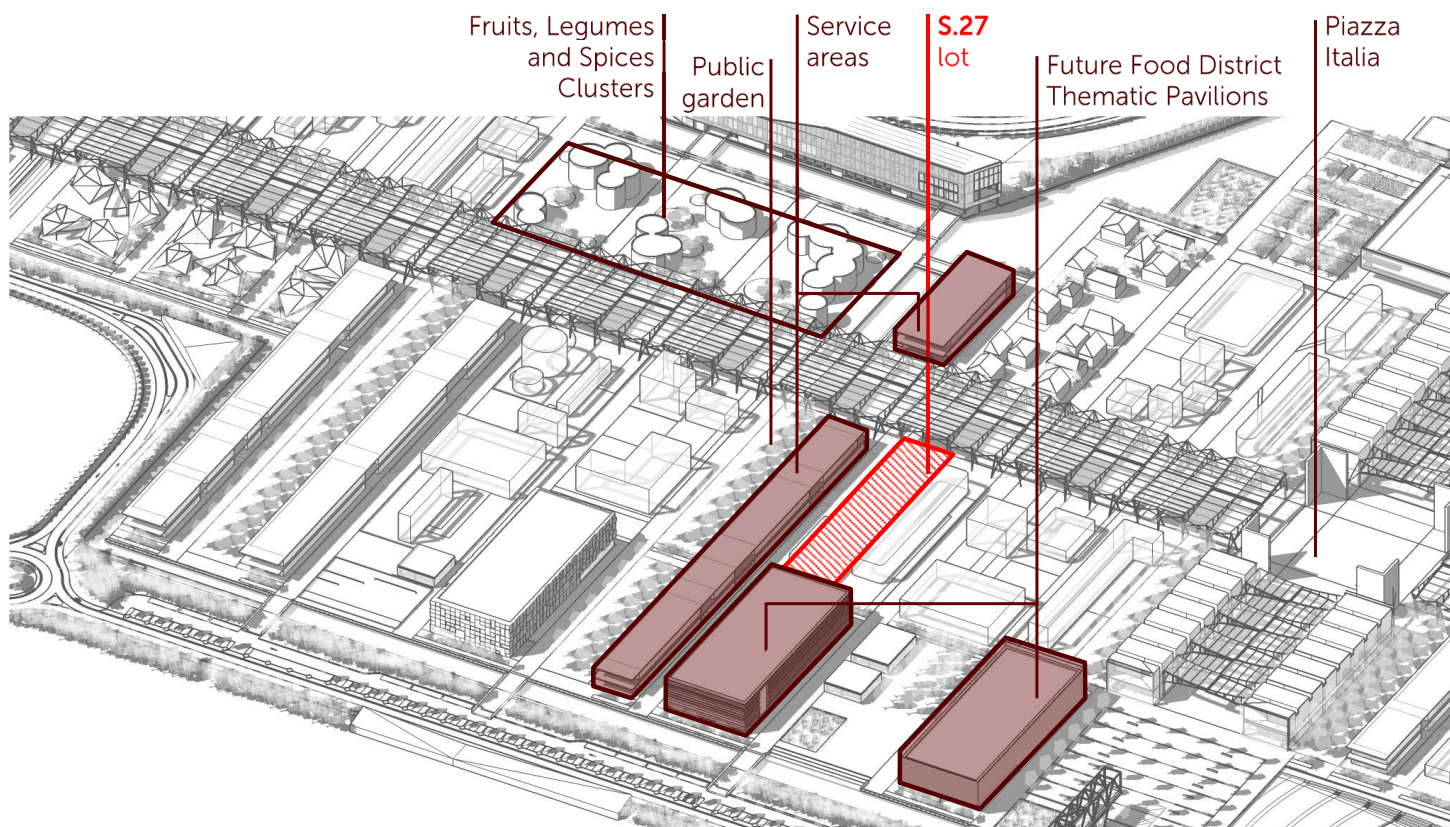 Fruits, Legumes
and Spices
Clusters
Public
garden
Service
areas
S.27
lot
Future Food District
Thematic Pavilions
Piazza
Italia